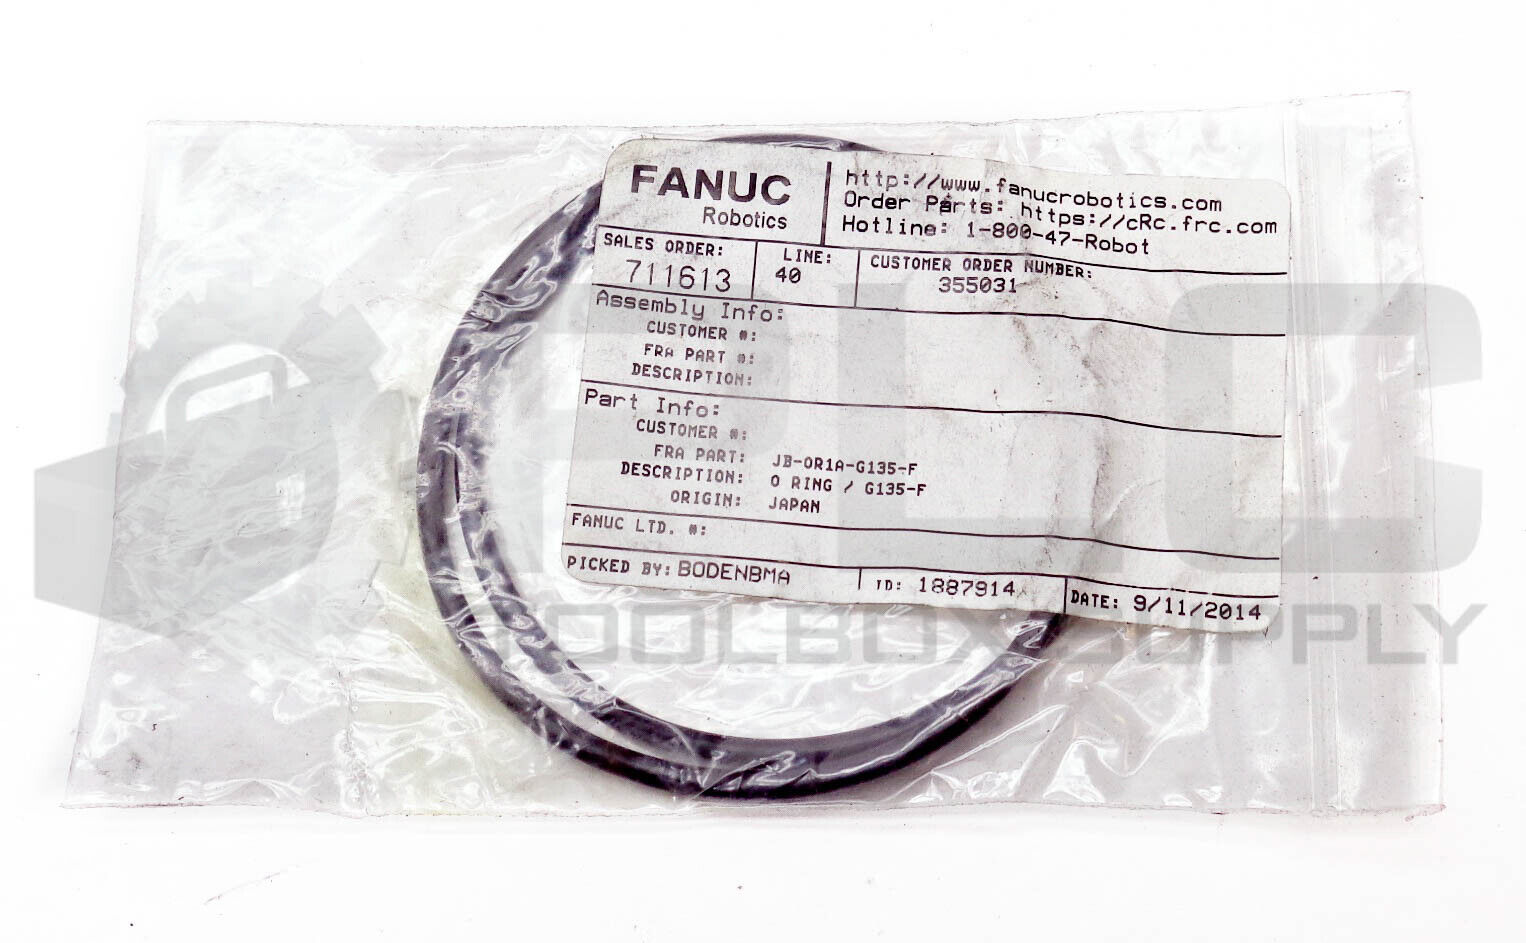 FANUC
Robotics
http://www.fanucrobotics.com
Order Parts: https://cRc.frc.com
Hotline: 1-800-47-Robot
SALES ORDER: 711613
LINE: 40
CUSTOMER ORDER NUMBER: 355031
Assembly Info:
CUSTOMER #:
FRA PART #:
DESCRIPTION:
Part Info:
CUSTOMER #:
FRA PART: JB-OR1A-G135-F
DESCRIPTION: O RING / G135-F
ORIGIN: JAPAN
FANUC LTD. #:
PICKED BY: BODENBMA
ID: 1887914
DATE: 9/11/2014
PLC
TOOLBOX SUPPLY